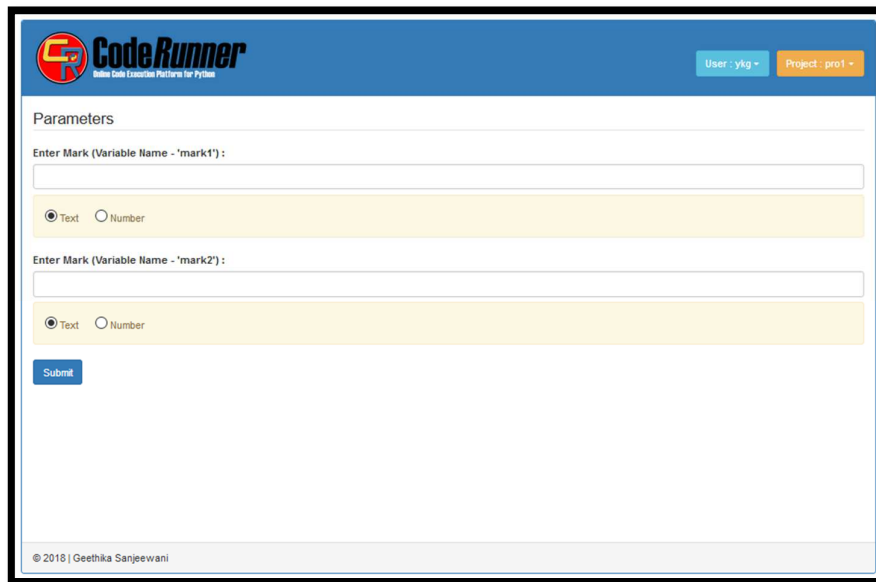 CR CodeRunner
Online Code Execution Platform for Python
User : ykg
Project : pro1
Parameters
Enter Mark (Variable Name - 'mark1') :
Text Number
Enter Mark (Variable Name - 'mark2') :
Text Number
Submit
© 2018 | Geethika Sanjeewani